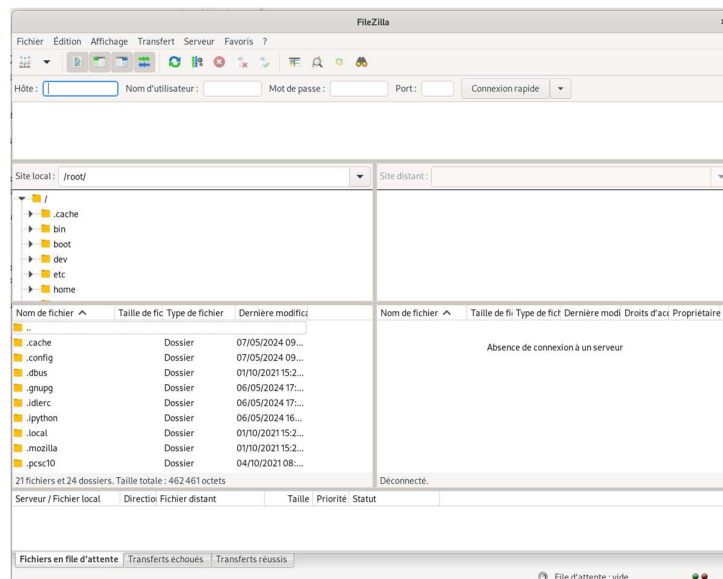 FileZilla
Fichier Édition Affichage Transfert Serveur Favoris ?
Hôte : Nom d'utilisateur : Mot de passe : Port : Connexion rapide
Site local : /root/
Site distant :
/
.cache
bin
boot
dev
etc
home
Nom de fichier Taille de fic Type de fichier Dernière modifica
..
.cache Dossier 07/05/2024 09...
.config Dossier 07/05/2024 09...
.dbus Dossier 01/10/2021 15:2...
.gnupg Dossier 06/05/2024 17:...
.idlerc Dossier 06/05/2024 17:...
.ipython Dossier 06/05/2024 16...
.local Dossier 01/10/2021 15:2...
.mozilla Dossier 01/10/2021 15:2...
.pcsc10 Dossier 04/10/2021 08:...
21 fichiers et 24 dossiers. Taille totale : 462 461 octets
Nom de fichier Taille de fi Type de fich Dernière modi Droits d'acc Propriétaire
Absence de connexion à un serveur
Déconnecté.
Serveur / Fichier local Direction Fichier distant Taille Priorité Statut
Fichiers en file d'attente Transferts échoués Transferts réussis
File d'attente : vide